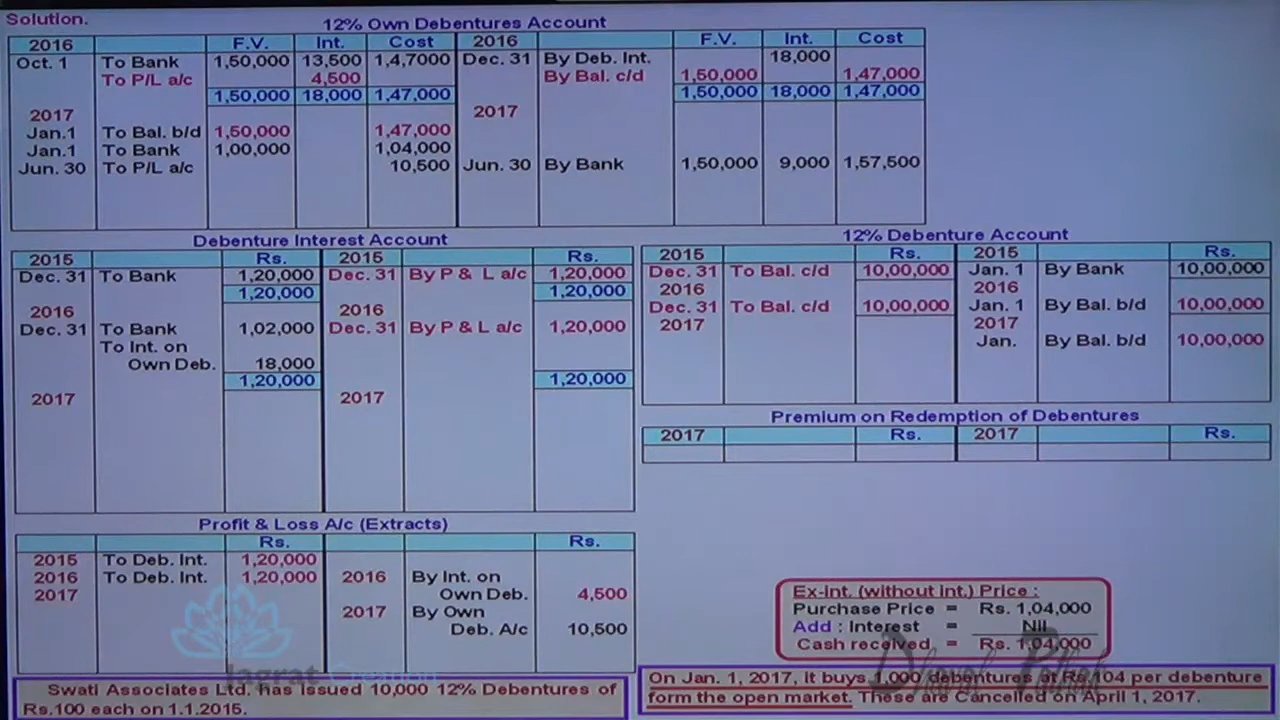 Solution.
12% Own Debentures Account
2016 F.V. Int. Cost 2016 F.V. Int. Cost
Oct. 1 To Bank 1,50,000 13,500 1,4,7000 Dec. 31 By Deb. Int. 18,000
To P/L a/c 4,500 By Bal. c/d 1,50,000 1,47,000
1,50,000 18,000 1,47,000 1,50,000 18,000 1,47,000
2017 2017
Jan.1 To Bal. b/d 1,50,000 1,47,000
Jan.1 To Bank 1,00,000 1,04,000
Jun. 30 To P/L a/c 10,500 Jun. 30 By Bank 1,50,000 9,000 1,57,500
Debenture Interest Account
2015 Rs. 2015 Rs.
Dec. 31 To Bank 1,20,000 Dec. 31 By P & L a/c 1,20,000
1,20,000 1,20,000
2016 2016
Dec. 31 To Bank 1,02,000 Dec. 31 By P & L a/c 1,20,000
To Int. on
Own Deb. 18,000
1,20,000 1,20,000
2017 2017
12% Debenture Account
2015 Rs. 2015 Rs.
Dec. 31 To Bal. c/d 10,00,000 Jan. 1 By Bank 10,00,000
2016 2016
Dec. 31 To Bal. c/d 10,00,000 Jan. 1 By Bal. b/d 10,00,000
2017 2017
Jan. By Bal. b/d 10,00,000
Premium on Redemption of Debentures
2017 Rs. 2017 Rs.
Profit & Loss A/c (Extracts)
Rs. Rs.
2015 To Deb. Int. 1,20,000
2016 To Deb. Int. 1,20,000 2016 By Int. on
2017 Own Deb. 4,500
2017 By Own
Deb. A/c 10,500
Ex-Int. (without int.) Price :
Purchase Price = Rs. 1,04,000
Add : Interest = Nil
Cash received = Rs. 1,04,000
Jagrat Creation
Swati Associates Ltd. has issued 10,000 12% Debentures of
Rs.100 each on 1.1.2015.
On Jan. 1, 2017, it buys 1,000 debentures at Rs.104 per debenture
form the open market. These are Cancelled on April 1, 2017.